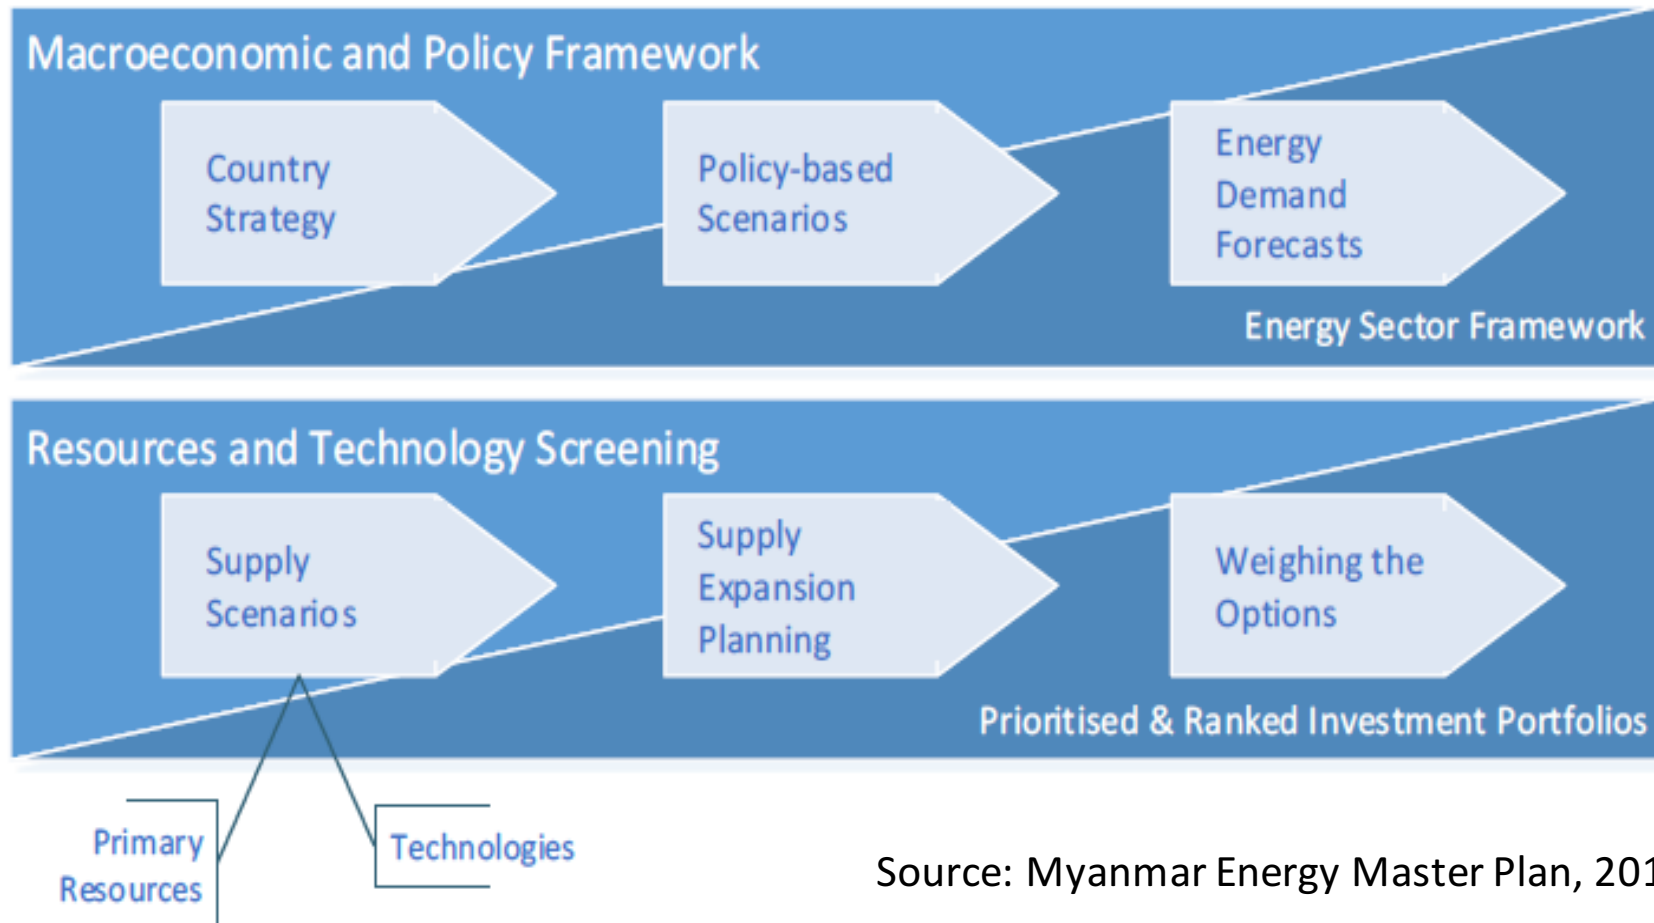 Macroeconomic and Policy Framework
Country
Strategy
Policy-based
Scenarios
Energy
Demand
Forecasts
Energy Sector Framework
Resources and Technology Screening
Supply
Scenarios
Supply
Expansion
Planning
Weighing the
Options
Prioritised & Ranked Investment Portfolios
Primary
Resources
Technologies
Source: Myanmar Energy Master Plan,